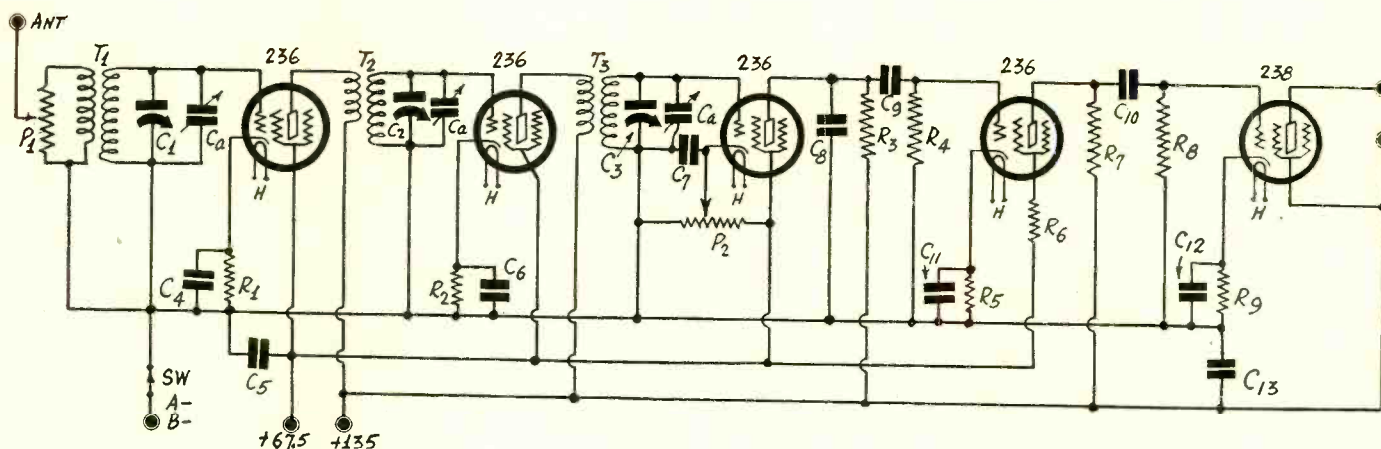 ANT
T1
236
T2
236
T3
236
236
238
P1
C1
Ca
C2
Ca
C3
Ca
C7
C8
R3
C9
R4
R7
C10
R8
H
H
H
H
H
P2
R6
C4
R1
R2
C6
C11
R5
C12
R9
C5
C13
SW
A-
B-
+67.5
+135